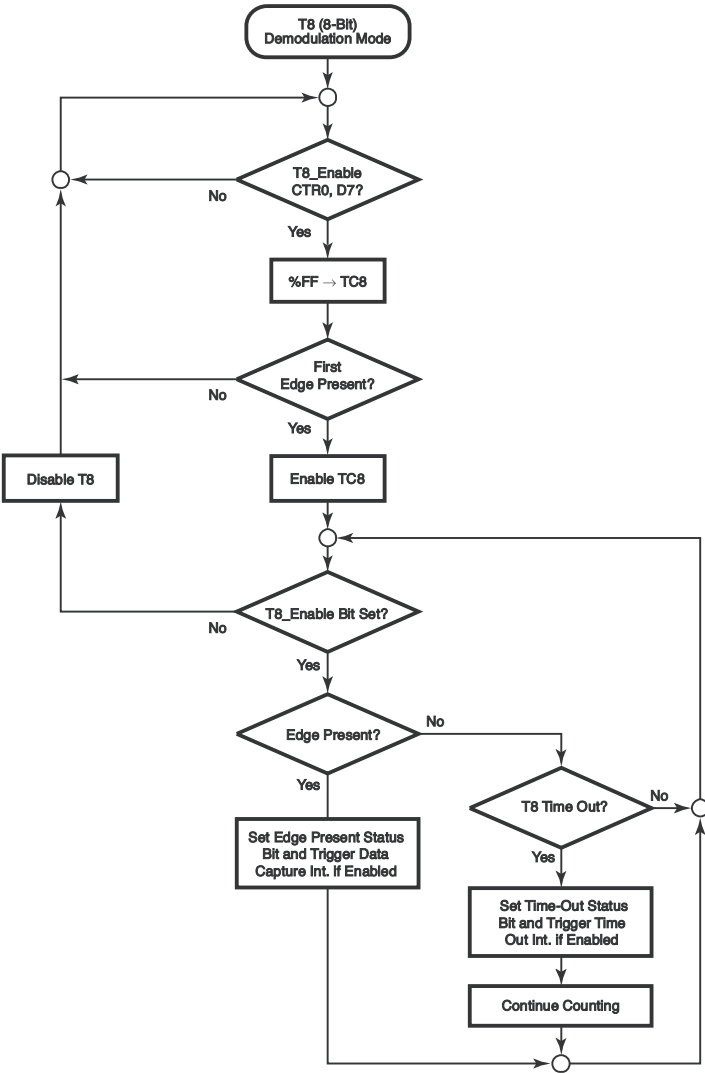 T8 (8-Bit)
Demodulation Mode
T8_Enable
CTR0, D7?
No
Yes
%FF → TC8
First
Edge Present?
No
Yes
Disable T8
Enable TC8
T8_Enable Bit Set?
No
Yes
Edge Present?
No
Yes
T8 Time Out?
No
Yes
Set Edge Present Status
Bit and Trigger Data
Capture Int. if Enabled
Set Time-Out Status
Bit and Trigger Time
Out Int. if Enabled
Continue Counting